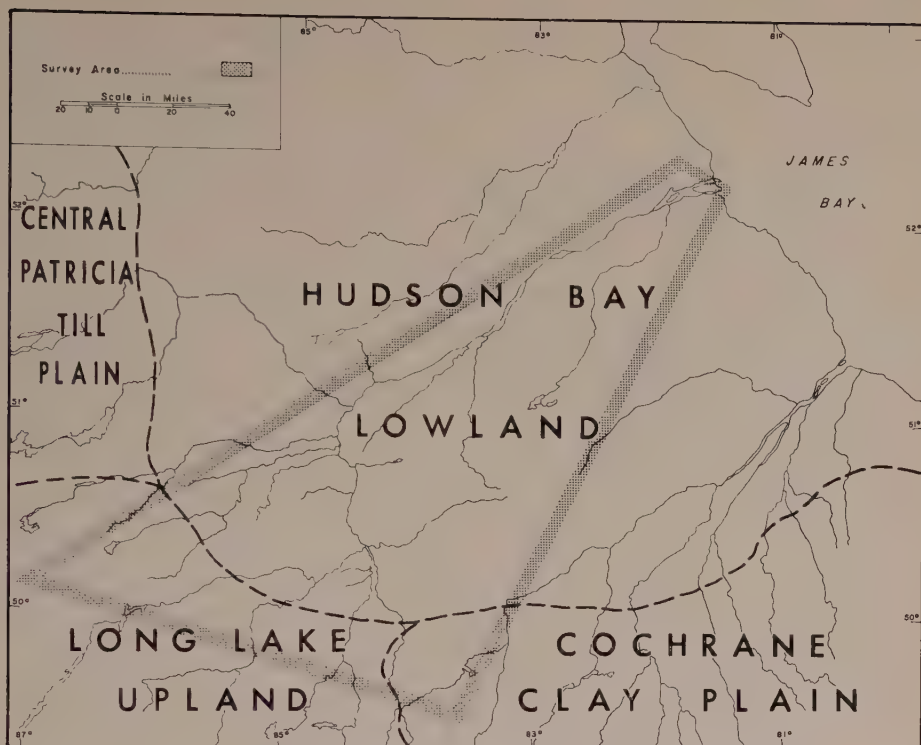 85°
83°
81°
Survey Area
Scale in Miles
20 10 0 20 40
JAMES
BAY
52°
52°
CENTRAL
PATRICIA
TILL
PLAIN
HUDSON BAY
LOWLAND
51°
51°
50°
50°
LONG LAKE
UPLAND
COCHRANE
CLAY PLAIN
87°
85°
83°
81°